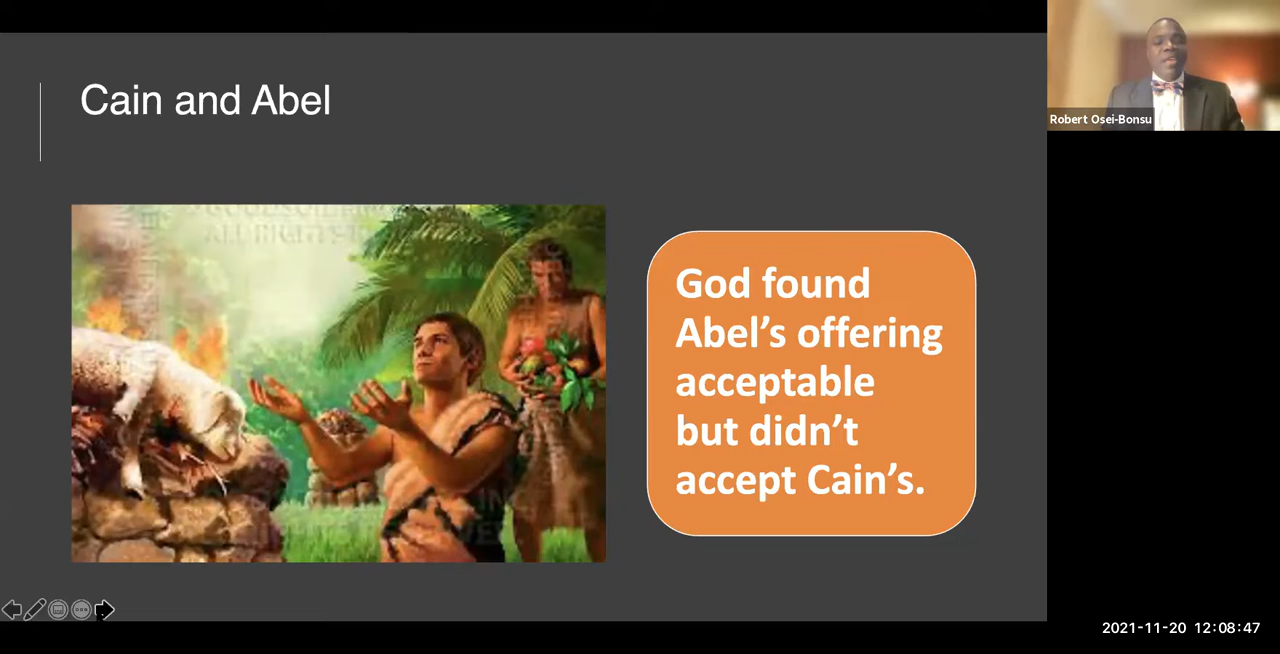 Cain and Abel
Robert Osei-Bonsu
God found
Abel’s offering
acceptable
but didn’t
accept Cain’s.
2021-11-20 12:08:47